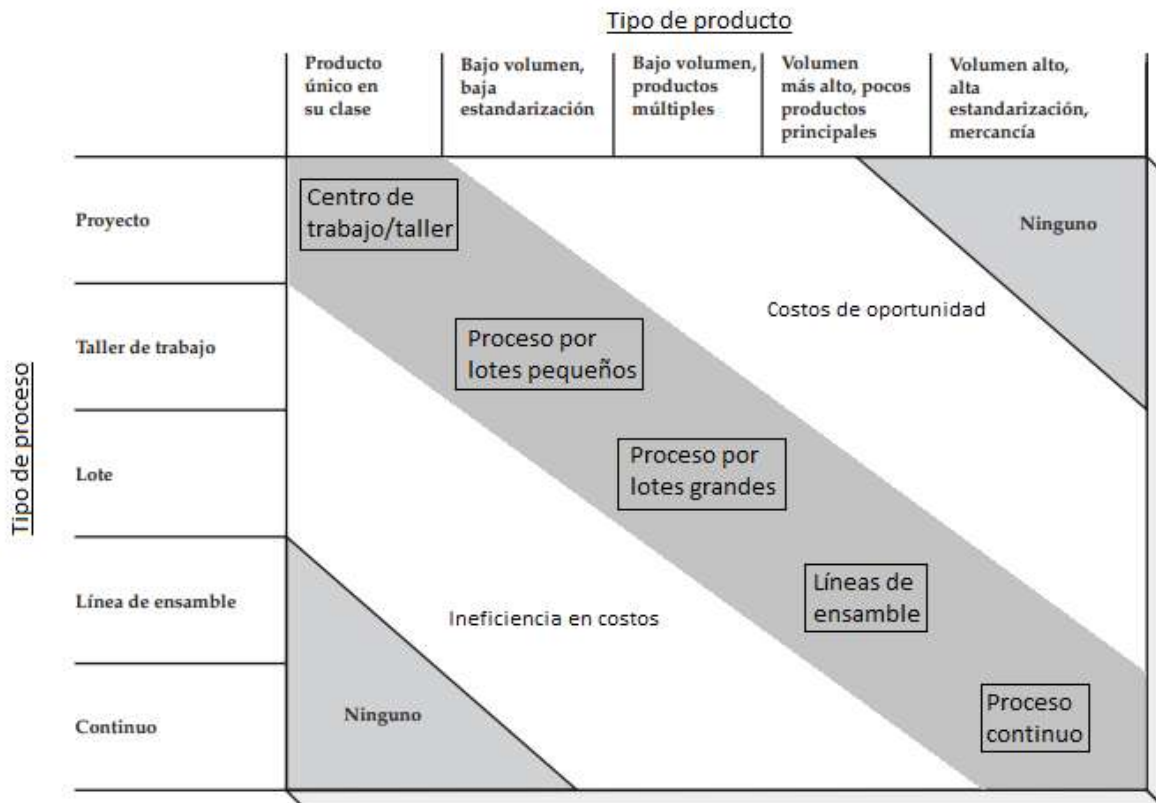 Tipo de producto
Producto
único en
su clase
Bajo volumen,
baja
estandarización
Bajo volumen,
productos
múltiples
Volumen
más alto, pocos
productos
principales
Volumen alto,
alta
estandarización,
mercancía
Tipo de proceso
Proyecto
Centro de
trabajo/taller
Ninguno
Costos de oportunidad
Taller de trabajo
Proceso por
lotes pequeños
Lote
Proceso por
lotes grandes
Línea de ensamble
Ineficiencia en costos
Líneas de
ensamble
Continuo
Ninguno
Proceso
continuo